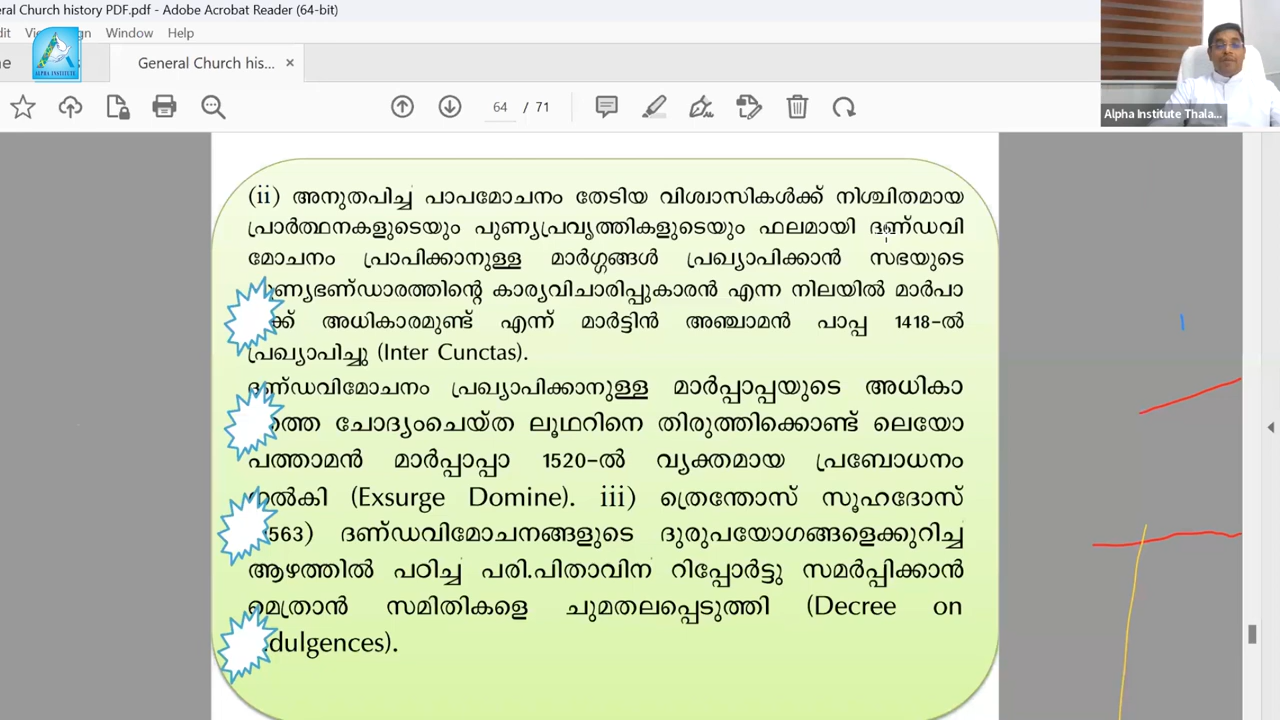 eral Church history PDF.pdf - Adobe Acrobat Reader (64-bit)
Window Help
ALPHA INSTITUTE
General Church his... ×
64 / 71
Alpha Institute Thala...
(ii) അനുതപിച്ച് പാപമോചനം തേടിയ വിശ്വാസികൾക്ക് നിശ്ചിതമായ
പ്രാർത്ഥനകളുടെയും പുണ്യപ്രവൃത്തികളുടെയും ഫലമായി ദണ്ഡവി
മോചനം പ്രാപിക്കാനുള്ള മാർഗ്ഗങ്ങൾ പ്രഖ്യാപിക്കാൻ സഭയുടെ
കാര്യവിചാരിപ്പുകാരൻ എന്ന നിലയിൽ മാർപാ
അധികാരമുണ്ട് എന്ന് മാർട്ടിൻ അഞ്ചാമൻ പാപ്പ 1418-ൽ
പ്രഖ്യാപിച്ചു (Inter Cunctas).
ദണ്ഡവിമോചനം പ്രഖ്യാപിക്കാനുള്ള മാർപ്പാപ്പയുടെ അധികാ
ചോദ്യംചെയ്ത ലൂഥറിനെ തിരുത്തിക്കൊണ്ട് ലെയോ
പത്താമൻ മാർപ്പാപ്പാ 1520-ൽ വ്യക്തമായ പ്രബോധനം
നൽകി (Exsurge Domine). iii) ത്രെന്തോസ് സൂഹദോസ്
ദണ്ഡവിമോചനങ്ങളുടെ ദുരുപയോഗങ്ങളെക്കുറിച്ച്
ആഴത്തിൽ പഠിച്ച് പരി.പിതാവിന് റിപ്പോർട്ടു സമർപ്പിക്കാൻ
മെത്രാൻ സമിതികളെ ചുമതലപ്പെടുത്തി (Decree on
dulgences).